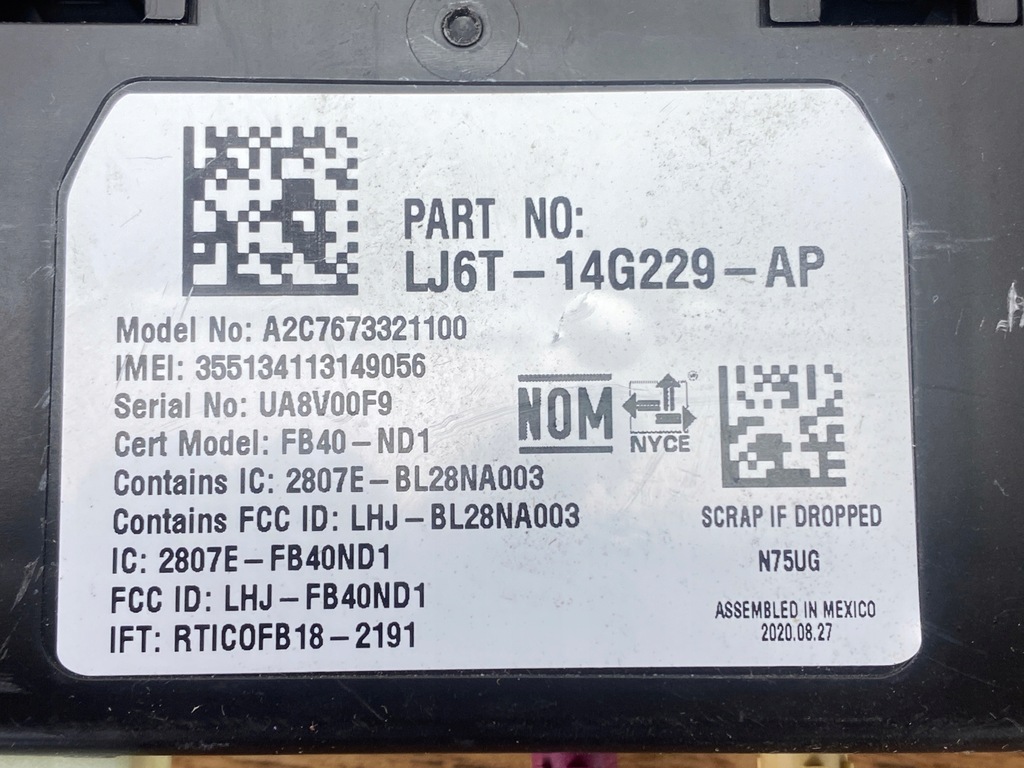 PART NO:
LJ6T-14G229-AP
Model No: A2C7673321100
IMEI: 355134113149056
Serial No: UA8V00F9
Cert Model: FB40-ND1
Contains IC: 2807E-BL28NA003
Contains FCC ID: LHJ-BL28NA003
IC: 2807E-FB40ND1
FCC ID: LHJ-FB40ND1
IFT: RTICOFB18-2191
NOM
NYCE
SCRAP IF DROPPED
N75UG
ASSEMBLED IN MEXICO
2020.08.27